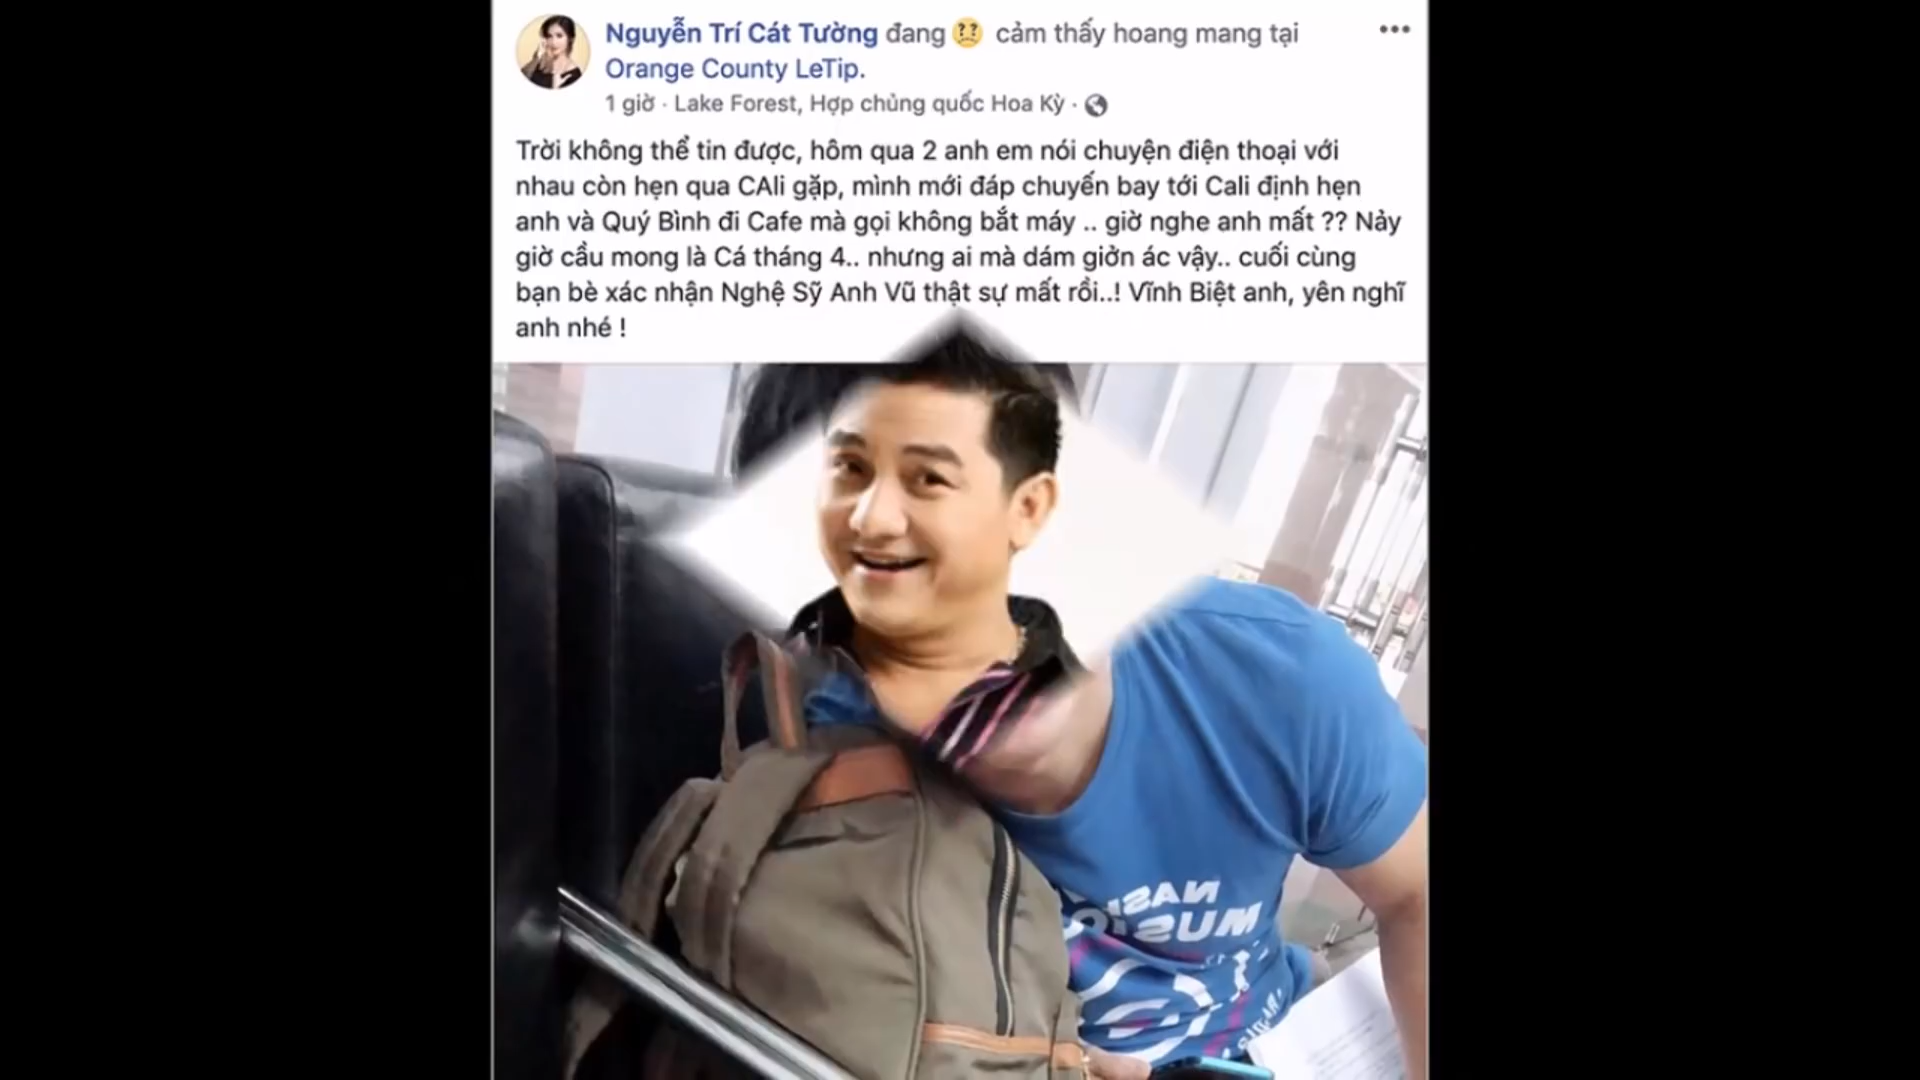 Nguyễn Trí Cát Tường đang cảm thấy hoang mang tại
Orange County LeTip.
1 giờ · Lake Forest, Hợp chủng quốc Hoa Kỳ ·
Trời không thể tin được, hôm qua 2 anh em nói chuyện điện thoại với
nhau còn hẹn qua CAli gặp, mình mới đáp chuyến bay tới Cali định hẹn
anh và Quý Bình đi Cafe mà gọi không bắt máy .. giờ nghe anh mất ?? Nảy
giờ cầu mong là Cá tháng 4.. nhưng ai mà dám giởn ác vậy.. cuối cùng
bạn bè xác nhận Nghệ Sỹ Anh Vũ thật sự mất rồi..! Vĩnh Biệt anh, yên nghĩ
anh nhé !